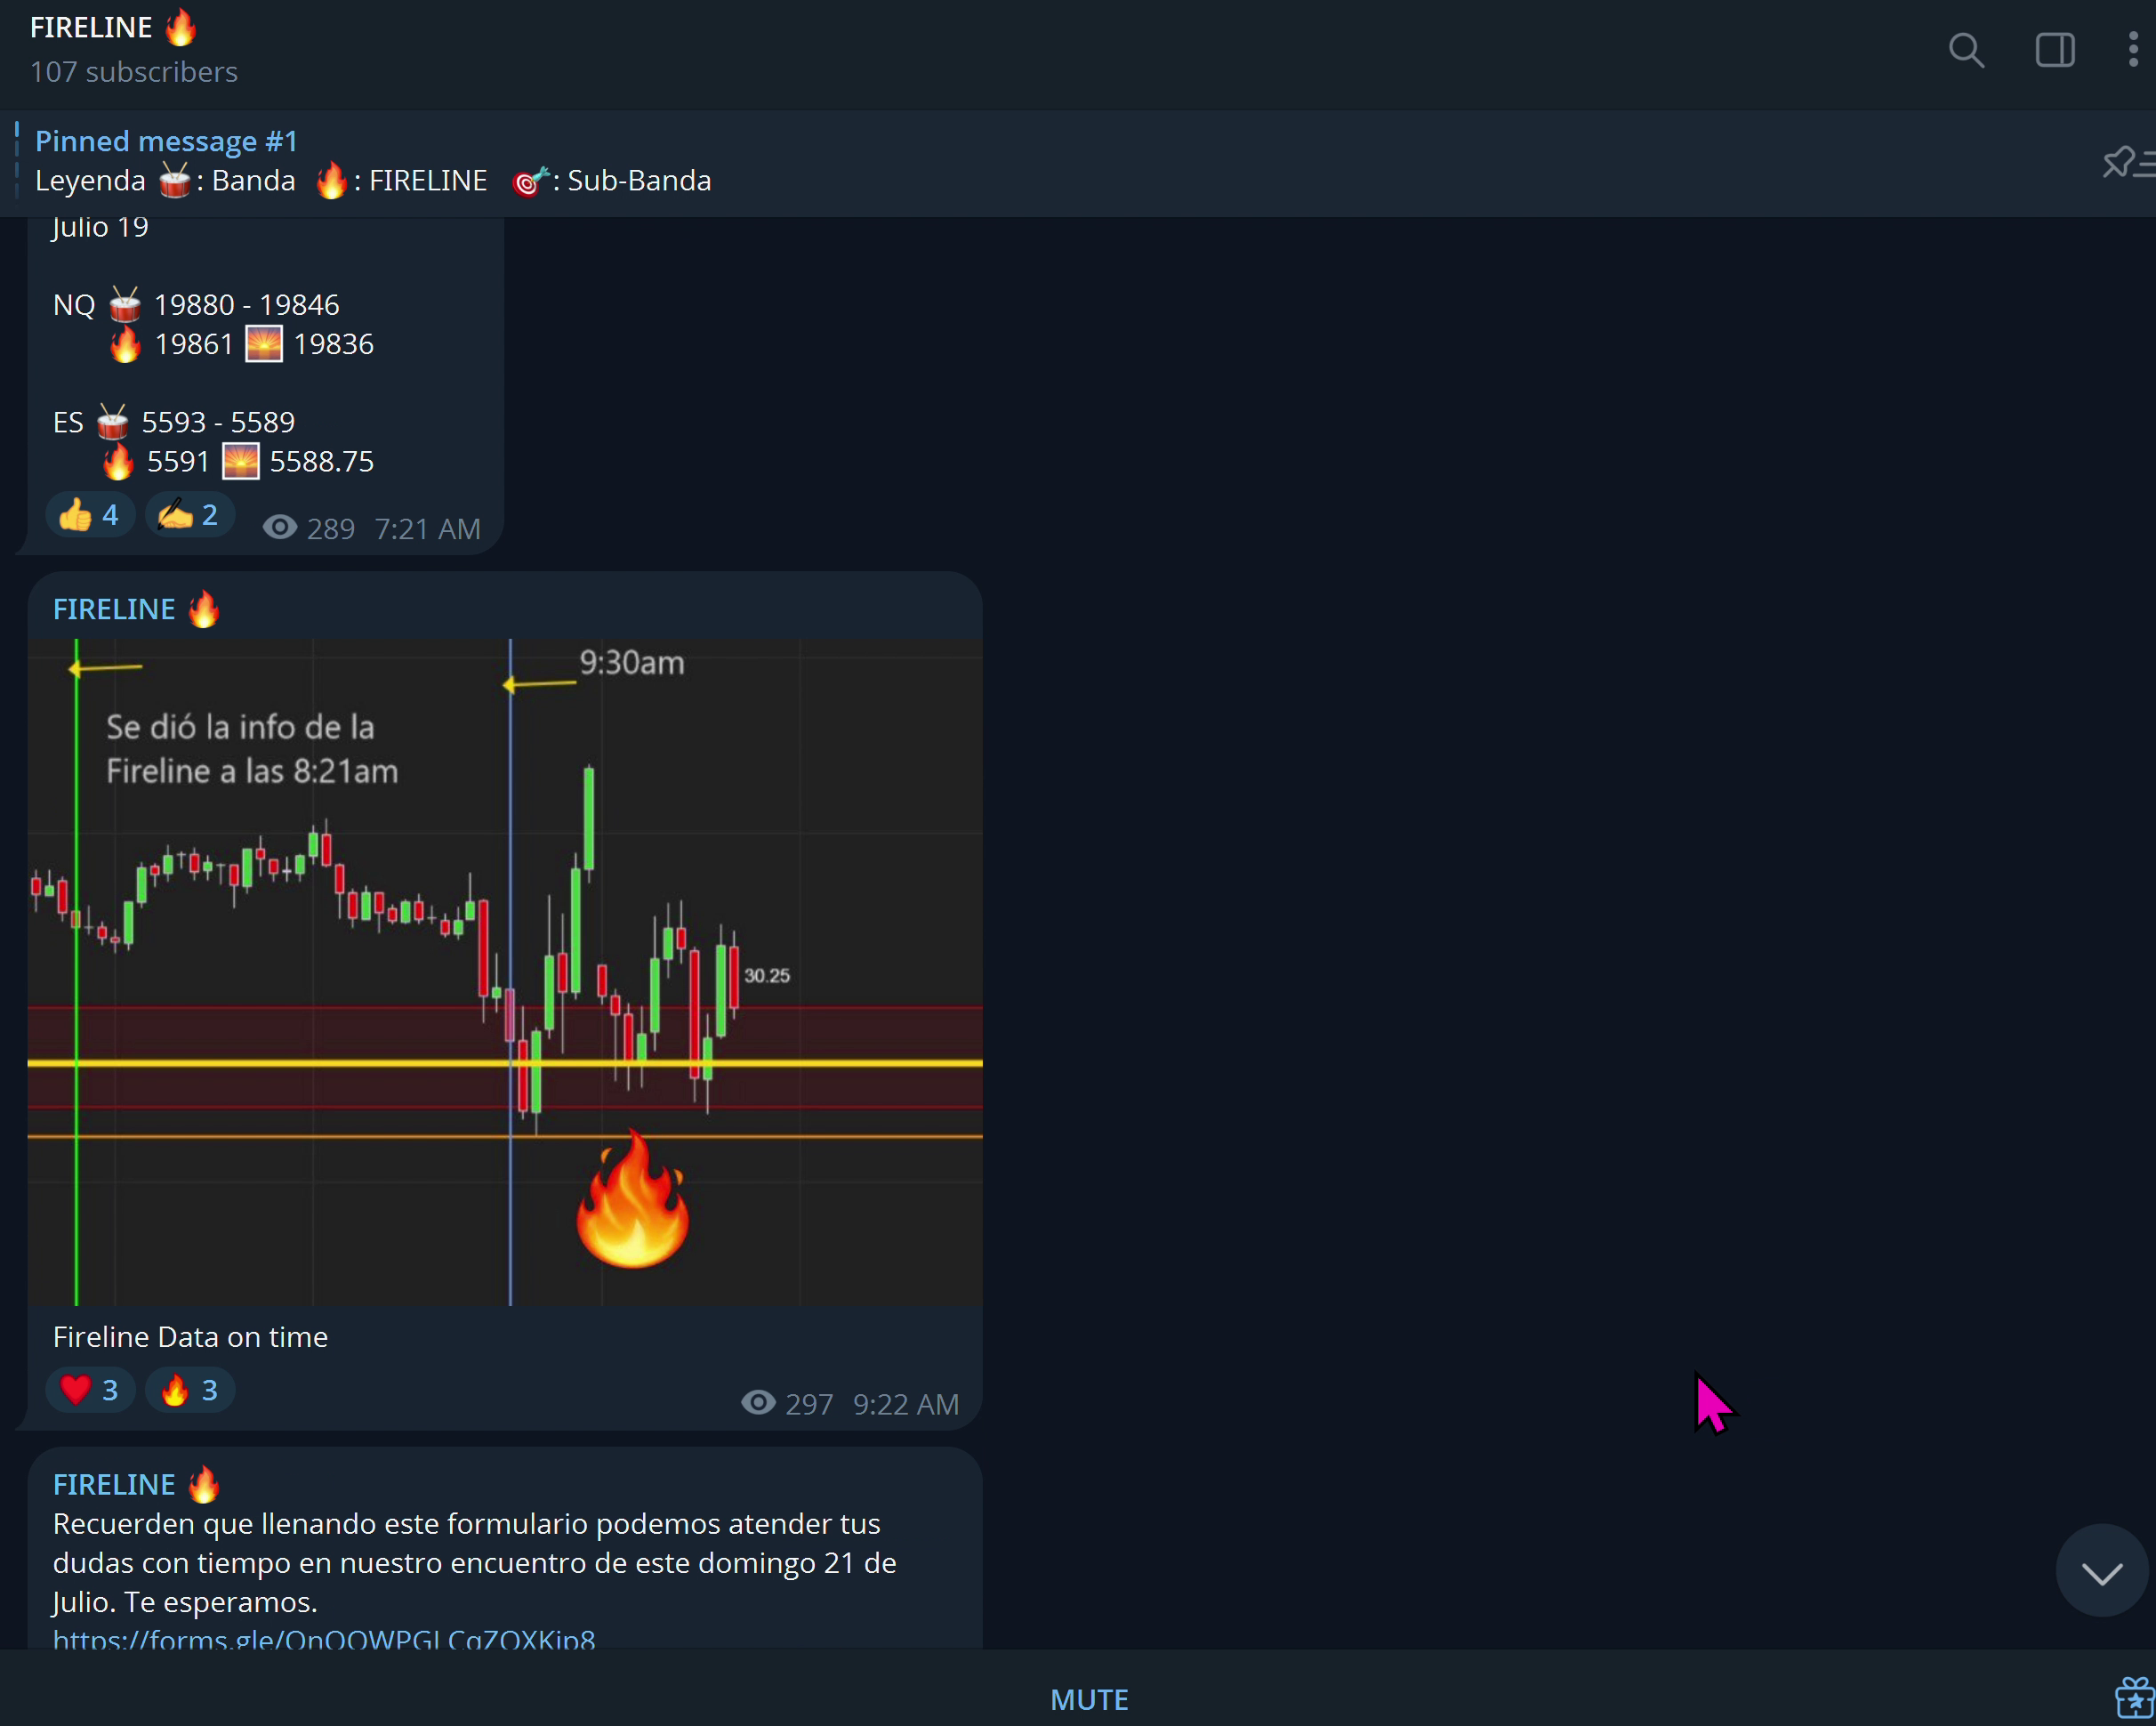 FIRELINE 🔥
107 subscribers
Pinned message #1
Leyenda 🥁: Banda 🔥: FIRELINE 🎯: Sub-Banda
Julio 19
NQ 🥁 19880 - 19846
🔥 19861 🌅 19836
ES 🥁 5593 - 5589
🔥 5591 🌅 5588.75
👍 4 ✍️ 2 289 7:21 AM
FIRELINE 🔥
9:30am
Se dió la info de la
Fireline a las 8:21am
30.25
Fireline Data on time
❤️ 3 🔥 3 297 9:22 AM
FIRELINE 🔥
Recuerden que llenando este formulario podemos atender tus
dudas con tiempo en nuestro encuentro de este domingo 21 de
Julio. Te esperamos.
MUTE